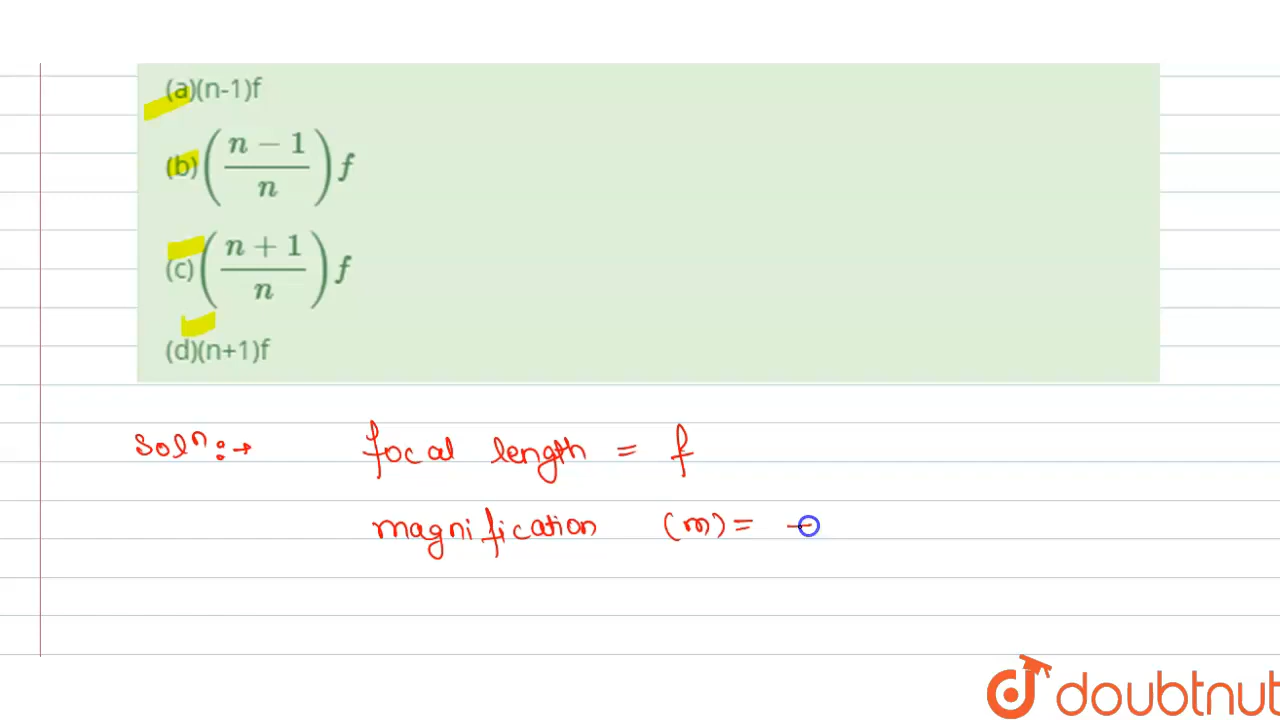 (a)(n-1)f
(b)((n − 1)/n)f
(c)((n + 1)/n)f
(d)(n+1)f
Solⁿ:→ focal length = f
magnification (m) = −
doubtnut